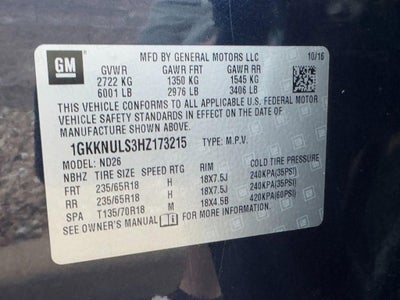 GM
MFD BY GENERAL MOTORS LLC 10/16
GVWR GAWR FRT GAWR RR
2722 KG 1350 KG 1545 KG
6001 LB 2976 LB 3406 LB
THIS VEHICLE CONFORMS TO ALL APPLICABLE U.S. FEDERAL MOTOR
VEHICLE SAFETY STANDARDS IN EFFECT ON THE DATE OF
MANUFACTURE SHOWN ABOVE.
1GKKNULS3HZ173215 TYPE: M.P.V.
MODEL: ND26
NBHZ TIRE SIZE SPEED RTG RIM COLD TIRE PRESSURE
FRT 235/65R18 H 18X7.5J 240KPA(35PSI)
RR 235/65R18 H 18X7.5J 240KPA(35PSI)
SPA T135/70R18 M 18X4.5B 420KPA(60PSI)
SEE OWNER'S MANUAL FOR MORE INFORMATION.